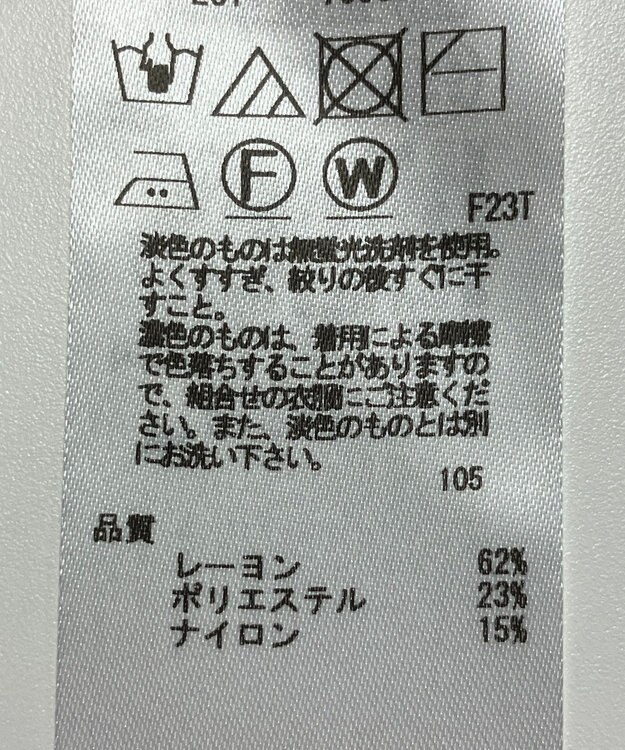 F
W
F23T
淡色のものは無蛍光洗剤を使用。
よくすすぎ、絞りの後すぐに干
すこと。
濃色のものは、着用による摩擦
で色落ちすることがありますの
で、組合せの衣類にご注意くだ
さい。また、淡色のものとは別
にお洗い下さい。
105
品質
レーヨン 62%
ポリエステル 23%
ナイロン 15%